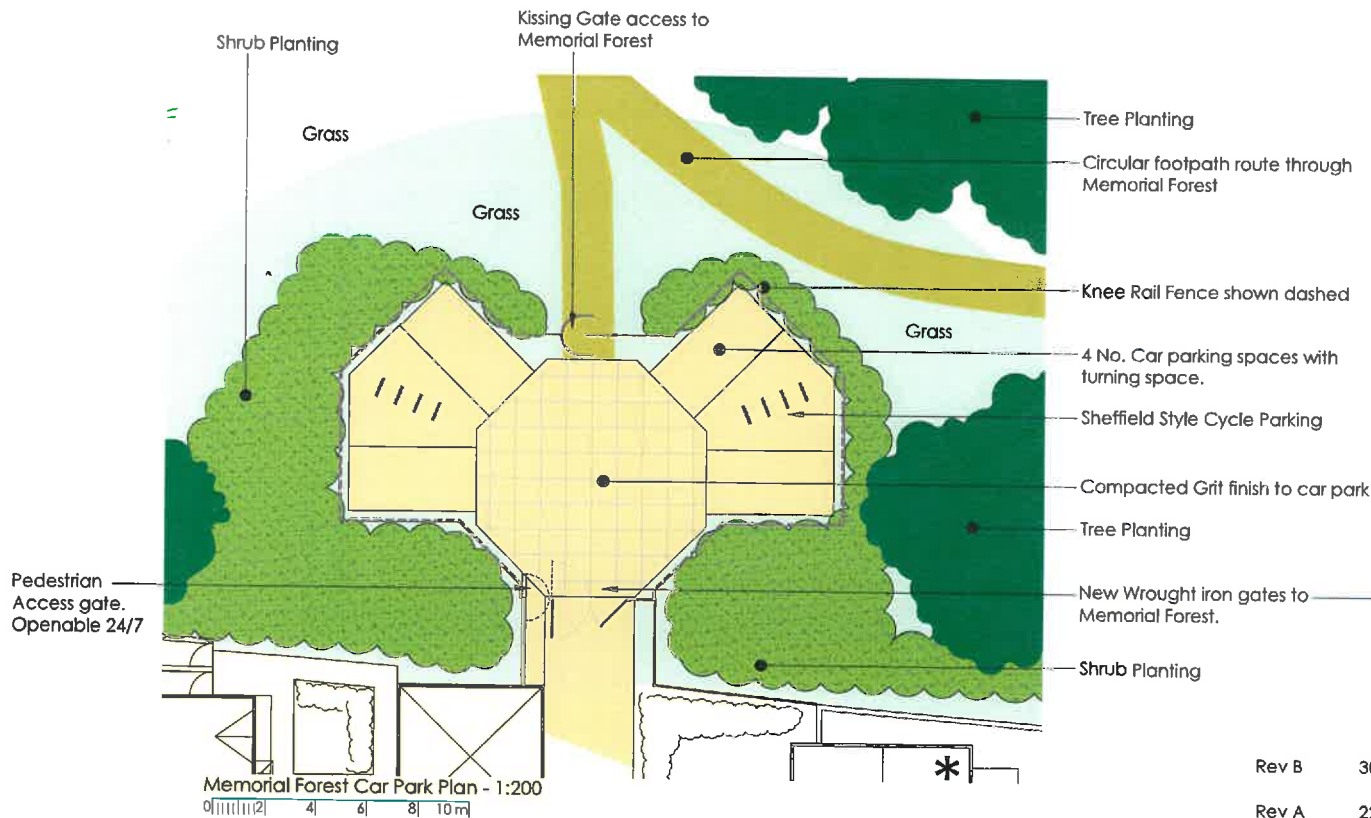 Kissing Gate access to
Memorial Forest
Shrub Planting
Grass
Grass
Grass
Tree Planting
Circular footpath route through
Memorial Forest
Knee Rail Fence shown dashed
4 No. Car parking spaces with
turning space.
Sheffield Style Cycle Parking
Compacted Grit finish to car park
Tree Planting
Pedestrian
Access gate.
Openable 24/7
New Wrought iron gates to
Memorial Forest.
Shrub Planting
*
Memorial Forest Car Park Plan - 1:200
0 2 4 6 8 10 m
Rev B
Rev A